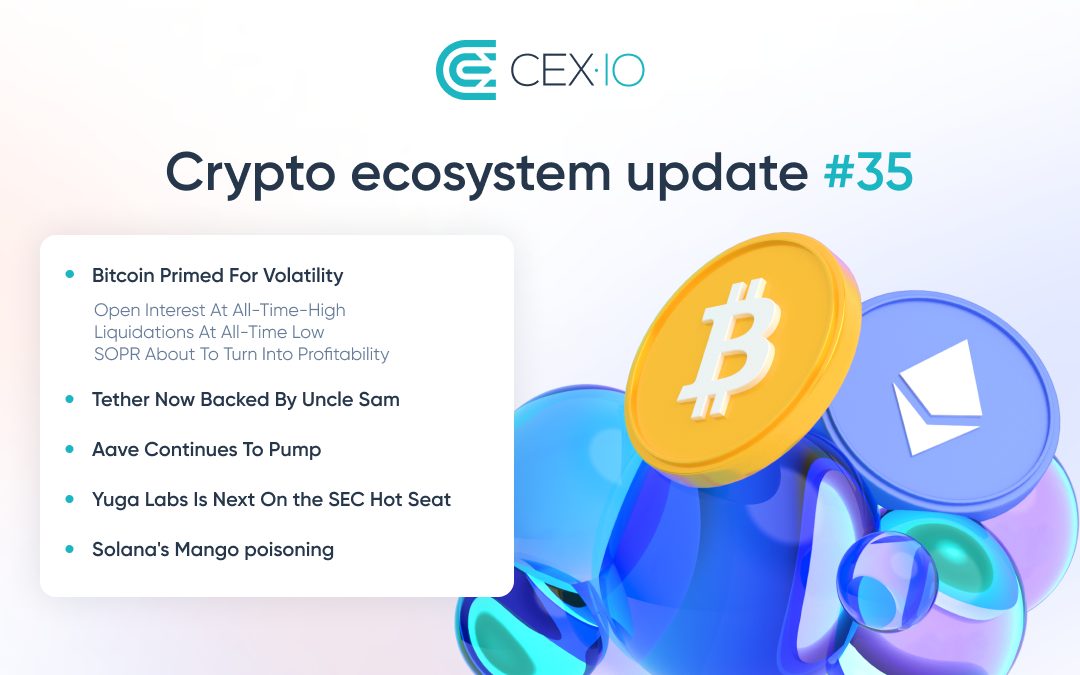 CEX·IO
Crypto ecosystem update #35
Bitcoin Primed For Volatility
Open Interest At All-Time-High
Liquidations At All-Time Low
SOPR About To Turn Into Profitability
Tether Now Backed By Uncle Sam
Aave Continues To Pump
Yuga Labs Is Next On the SEC Hot Seat
Solana's Mango poisoning